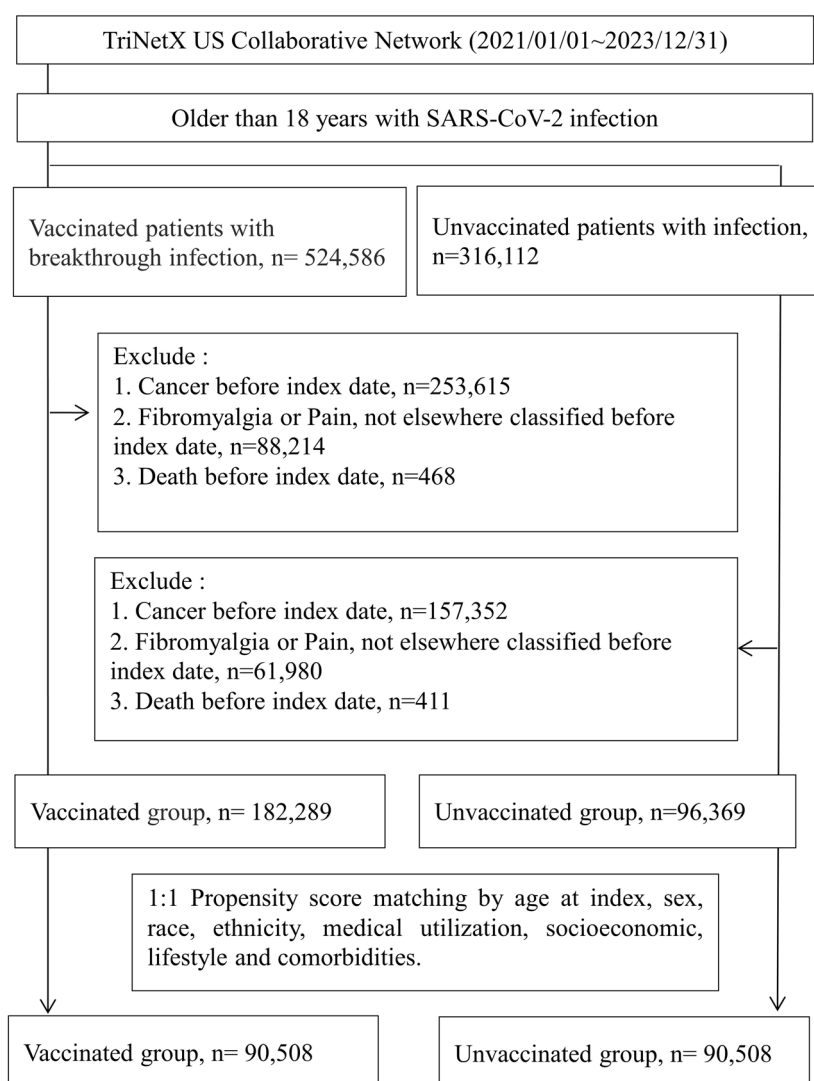 TriNetX US Collaborative Network (2021/01/01~2023/12/31)
Older than 18 years with SARS-CoV-2 infection
Vaccinated patients with
breakthrough infection, n= 524,586
Unvaccinated patients with infection,
n=316,112
Exclude :
1. Cancer before index date, n=253,615
2. Fibromyalgia or Pain, not elsewhere classified before
index date, n=88,214
3. Death before index date, n=468
Exclude :
1. Cancer before index date, n=157,352
2. Fibromyalgia or Pain, not elsewhere classified before
index date, n=61,980
3. Death before index date, n=411
Vaccinated group, n= 182,289
Unvaccinated group, n=96,369
1:1 Propensity score matching by age at index, sex,
race, ethnicity, medical utilization, socioeconomic,
lifestyle and comorbidities.
Vaccinated group, n= 90,508
Unvaccinated group, n= 90,508